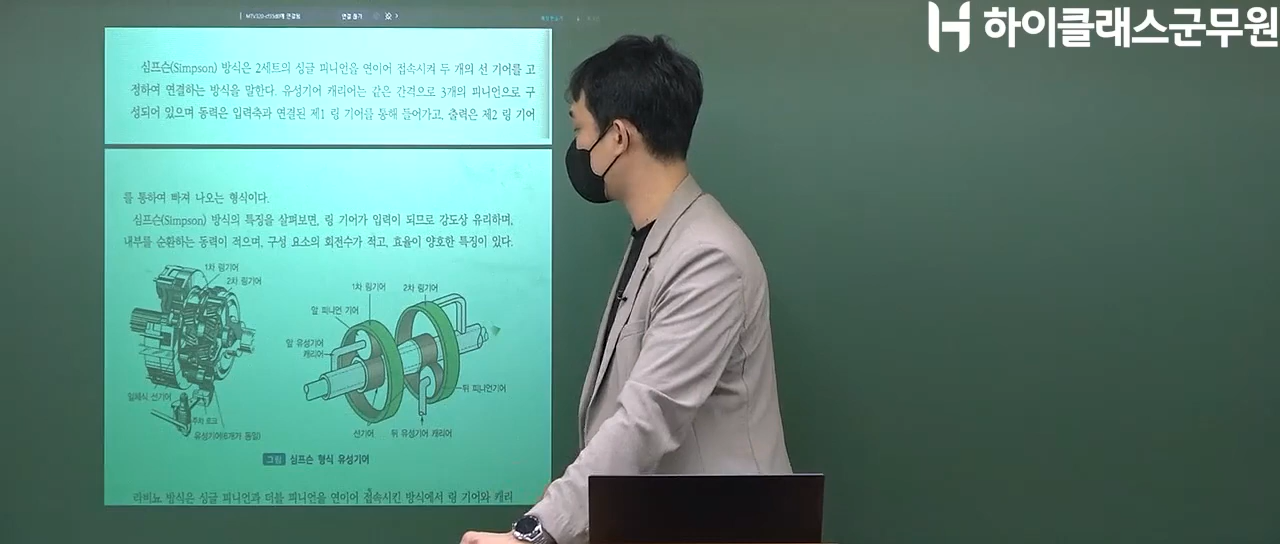 하이클래스군무원
연결 끊기
심프슨(Simpson) 방식은 2세트의 싱글 피니언을 연이어 접속시켜 두 개의 선 기어를 고
정하여 연결하는 방식을 말한다. 유성기어 캐리어는 같은 간격으로 3개의 피니언으로 구
성되어 있으며 동력은 입력축과 연결된 제1 링 기어를 통해 들어가고, 출력은 제2 링 기어
를 통하여 빠져 나오는 형식이다.
심프슨(Simpson) 방식의 특징을 살펴보면, 링 기어가 입력이 되므로 강도상 유리하며,
내부를 순환하는 동력이 적으며, 구성 요소의 회전수가 적고, 효율이 양호한 특징이 있다.
1차 링기어
2차 링기어
일체식 선기어
주차 로크
유성기어(6개가 동일)
1차 링기어
2차 링기어
앞 피니언 기어
앞 유성기어
캐리어
뒤 피니언기어
선기어
뒤 유성기어 캐리어
그림 심프슨 형식 유성기어
라비뇨 방식은 싱글 피니언과 더블 피니언을 연이어 접속시킨 방식에서 링 기어와 캐리